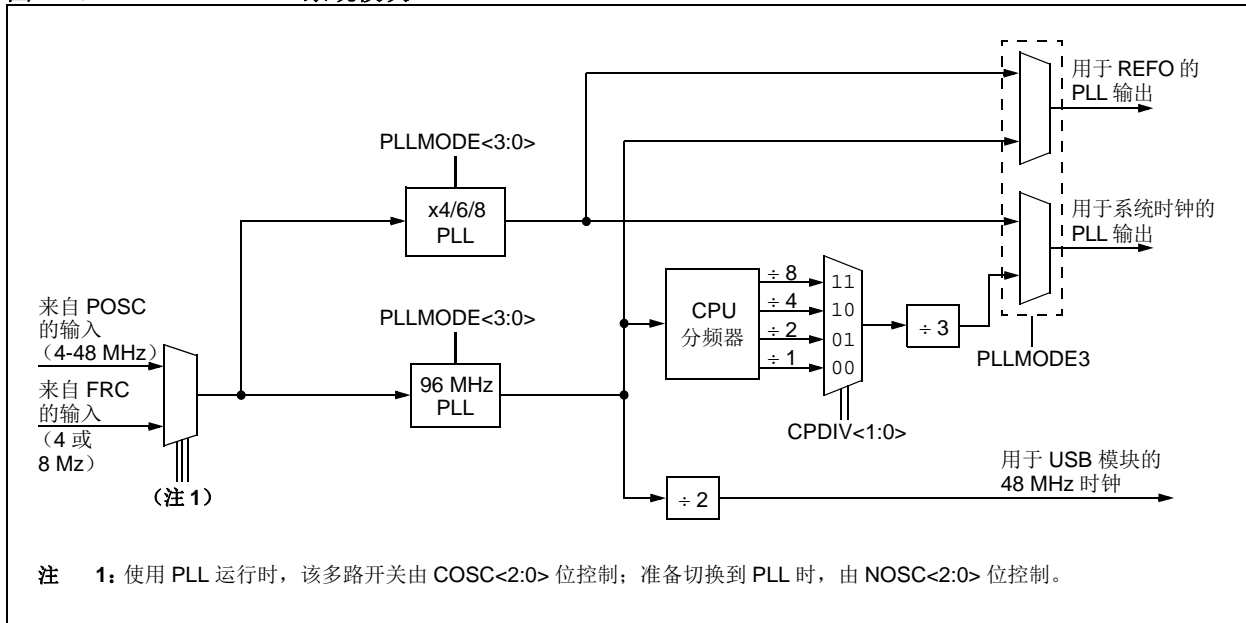 用于 REFO 的
PLL 输出
PLLMODE<3:0>
x4/6/8
PLL
用于系统时钟的
PLL 输出
÷ 8
÷ 4
÷ 2
÷ 1
11
10
01
00
CPU
分频器
÷ 3
PLLMODE3
来自 POSC
的输入
（4-48 MHz）
PLLMODE<3:0>
96 MHz
PLL
来自 FRC
的输入
（4 或
8 Mz）
CPDIV<1:0>
（注 1）
÷ 2
用于 USB 模块的
48 MHz 时钟
注 1: 使用 PLL 运行时，该多路开关由 COSC<2:0> 位控制；准备切换到 PLL 时，由 NOSC<2:0> 位控制。